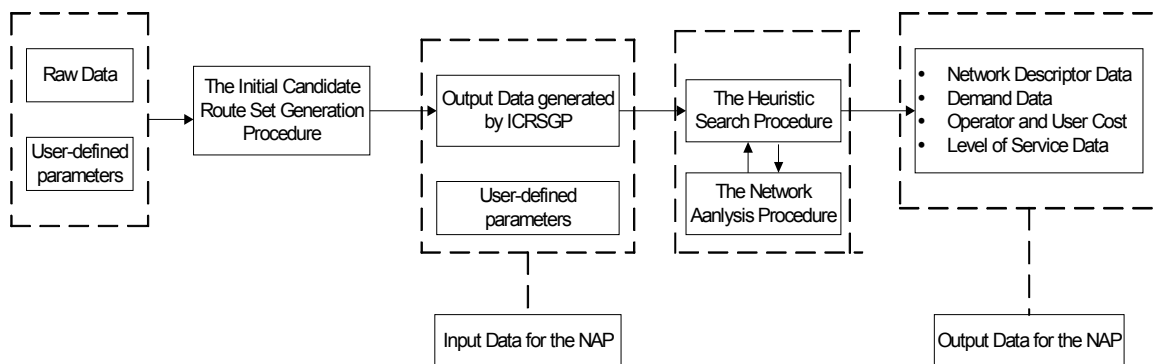 Raw Data
User-defined
parameters
The Initial Candidate
Route Set Generation
Procedure
Output Data generated
by ICRSGP
User-defined
parameters
The Heuristic
Search Procedure
The Network
Aanlysis Procedure
• Network Descriptor Data
• Demand Data
• Operator and User Cost
• Level of Service Data
Input Data for the NAP
Output Data for the NAP